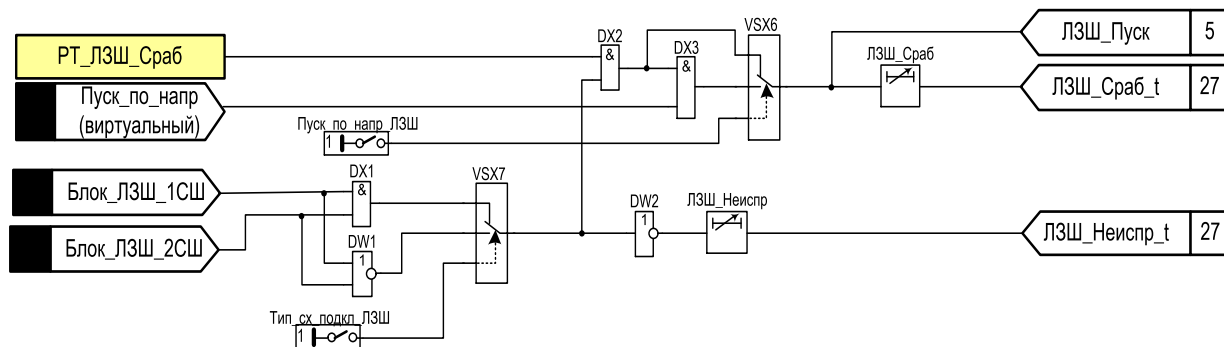 VSX6
ЛЗШ_Пуск 5
DX2
DX3
ЛЗШ_Сраб
РТ_ЛЗШ_Сраб
&
&
ЛЗШ_Сраб_t 27
Пуск_по_напр
(виртуальный)
Пуск_по_напр_ЛЗШ
1
DX1
VSX7
&
Блок_ЛЗШ_1СШ
DW2
ЛЗШ_Неиспр
1
ЛЗШ_Неиспр_t 27
DW1
Блок_ЛЗШ_2СШ
1
Тип_сх_подкл_ЛЗШ
1